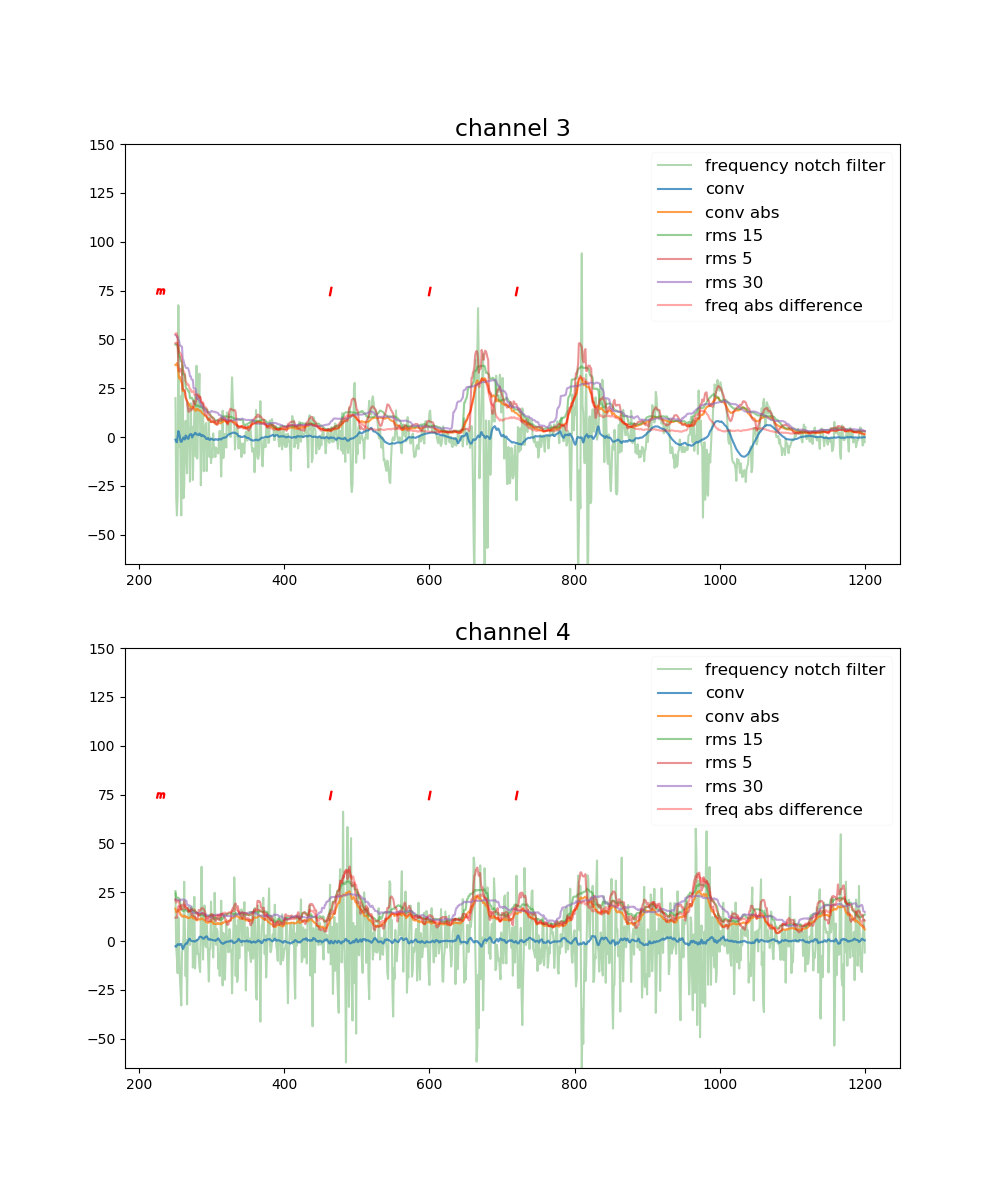 channel 3
150
125
100
75
50
25
0
−25
−50
200 400 600 800 1000 1200
frequency notch filter
conv
conv abs
rms 15
rms 5
rms 30
freq abs difference
m I I I
channel 4
150
125
100
75
50
25
0
−25
−50
200 400 600 800 1000 1200
frequency notch filter
conv
conv abs
rms 15
rms 5
rms 30
freq abs difference
m I I I